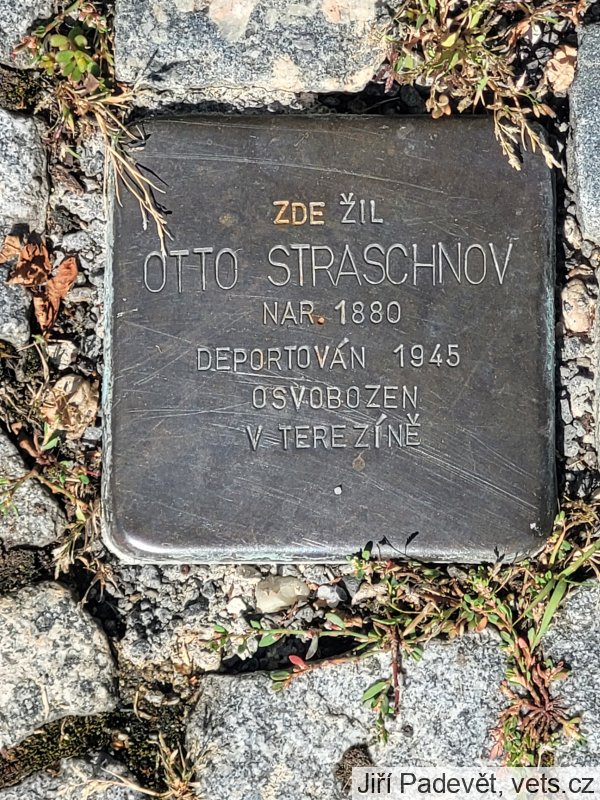 ZDE ŽIL
OTTO STRASCHNOV
NAR. 1880
DEPORTOVÁN 1945
OSVOBOZEN
V TEREZÍNĚ
Jiří Padevět, vets.cz